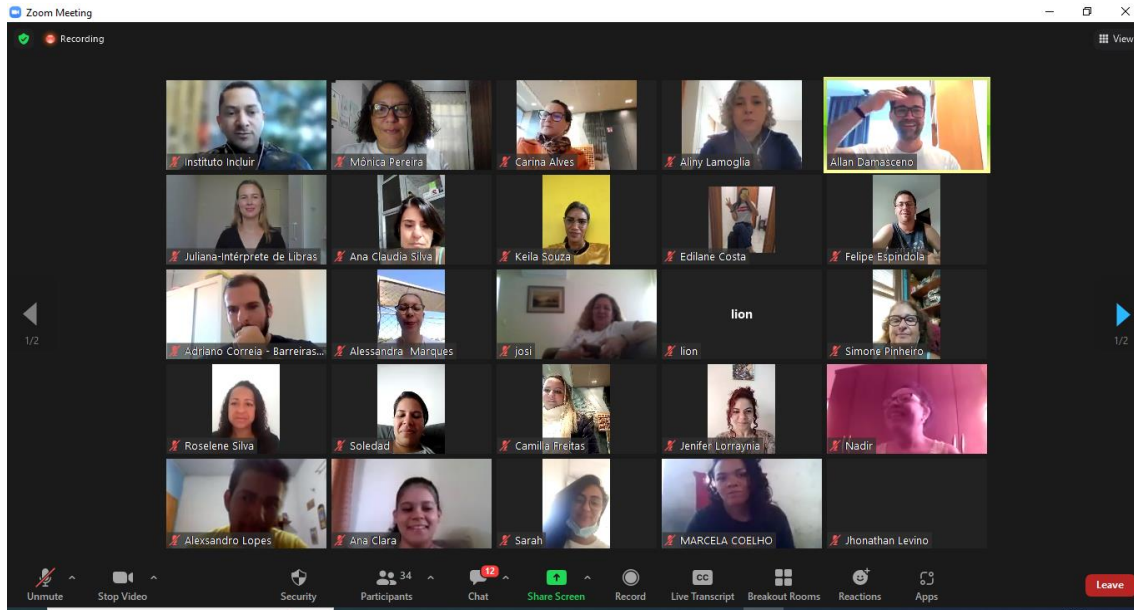 Zoom Meeting
Recording
View
Instituto Incluir
Mônica Pereira
Carina Alves
Aliny Lamoglia
Allan Damasceno
Juliana-Intérprete de Libras
Ana Claudia Silva
Keila Souza
Edilane Costa
Felipe Espindola
Adriano Correia - Barreiras...
Alessandra Marques
josi
lion
lion
Simone Pinheiro
1/2
1/2
Roselene Silva
Soledad
Camilla Freitas
Jenifer Lorraynia
Nadir
Alexsandro Lopes
Ana Clara
Sarah
MARCELA COELHO
Jhonathan Levino
34
12
CC
Unmute
Stop Video
Security
Participants
Chat
Share Screen
Record
Live Transcript
Breakout Rooms
Reactions
Apps
Leave